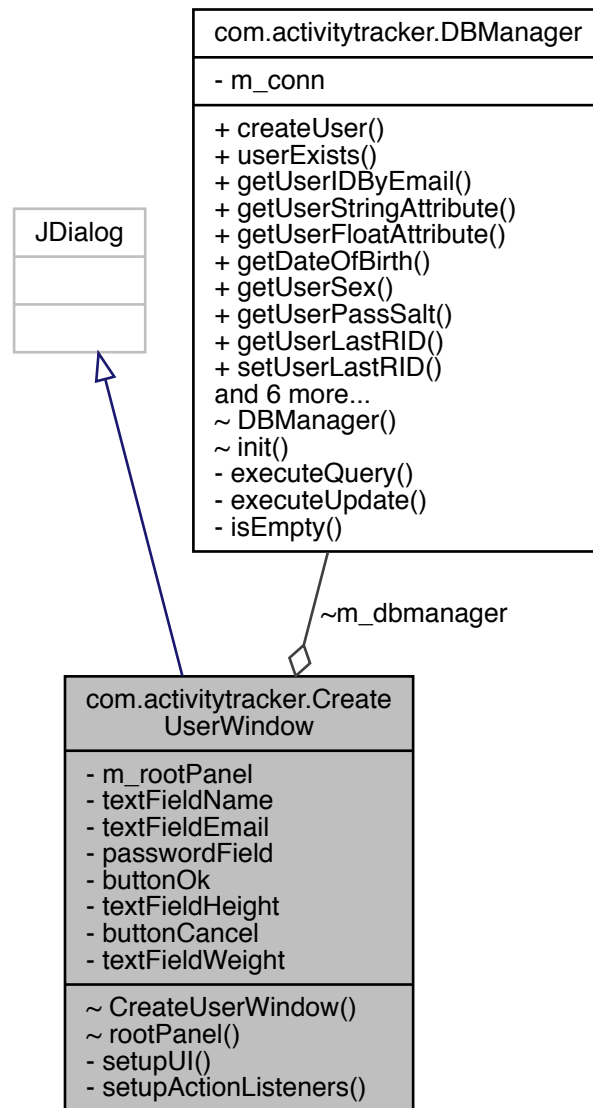 com.activitytracker.DBManager
- m_conn
+ createUser()
+ userExists()
+ getUserIDByEmail()
+ getUserStringAttribute()
+ getUserFloatAttribute()
+ getDateOfBirth()
+ getUserSex()
+ getUserPassSalt()
+ getUserLastRID()
+ setUserLastRID()
and 6 more...
~ DBManager()
~ init()
- executeQuery()
- executeUpdate()
- isEmpty()
JDialog
~m_dbmanager
com.activitytracker.Create
UserWindow
- m_rootPanel
- textFieldName
- textFieldEmail
- passwordField
- buttonOk
- textFieldHeight
- buttonCancel
- textFieldWeight
~ CreateUserWindow()
~ rootPanel()
- setupUI()
- setupActionListeners()